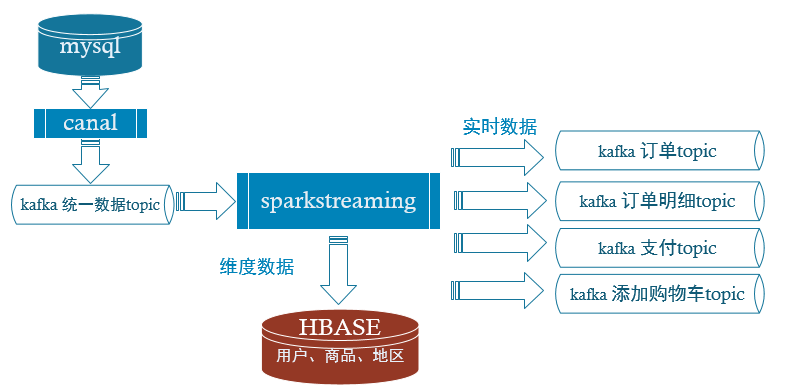 mysql
canal
kafka 统一数据topic
sparkstreaming
维度数据
HBASE
用户、商品、地区
实时数据
kafka 订单topic
kafka 订单明细topic
kafka 支付topic
kafka 添加购物车topic